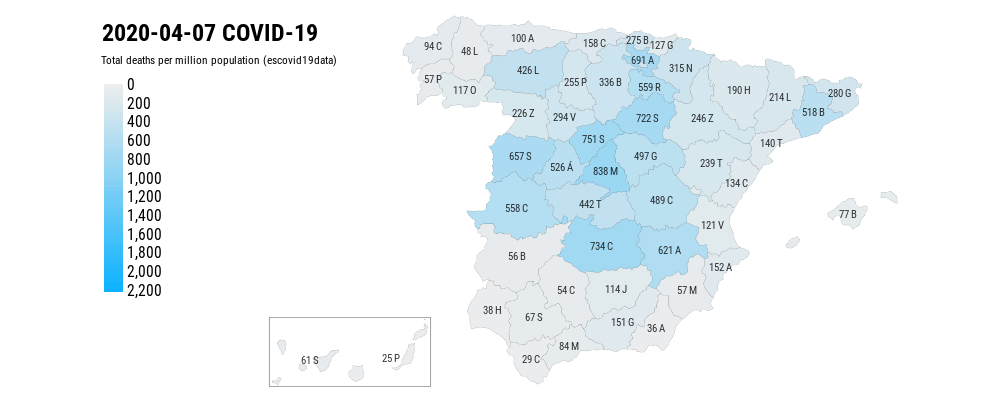 2020-04-07 COVID-19
Total deaths per million population (escovid19data)
0
200
400
600
800
1,000
1,200
1,400
1,600
1,800
2,000
2,200
94 C
48 L
100 A
158 C
275 B
127 G
691 A
315 N
57 P
117 O
426 L
255 P
336 B
559 R
190 H
214 L
280 G
518 B
226 Z
294 V
722 S
246 Z
140 T
751 S
657 S
526 Á
838 M
497 G
239 T
134 C
558 C
442 T
489 C
121 V
77 B
56 B
734 C
621 A
152 A
54 C
114 J
57 M
38 H
67 S
151 G
36 A
84 M
29 C
61 S
25 P